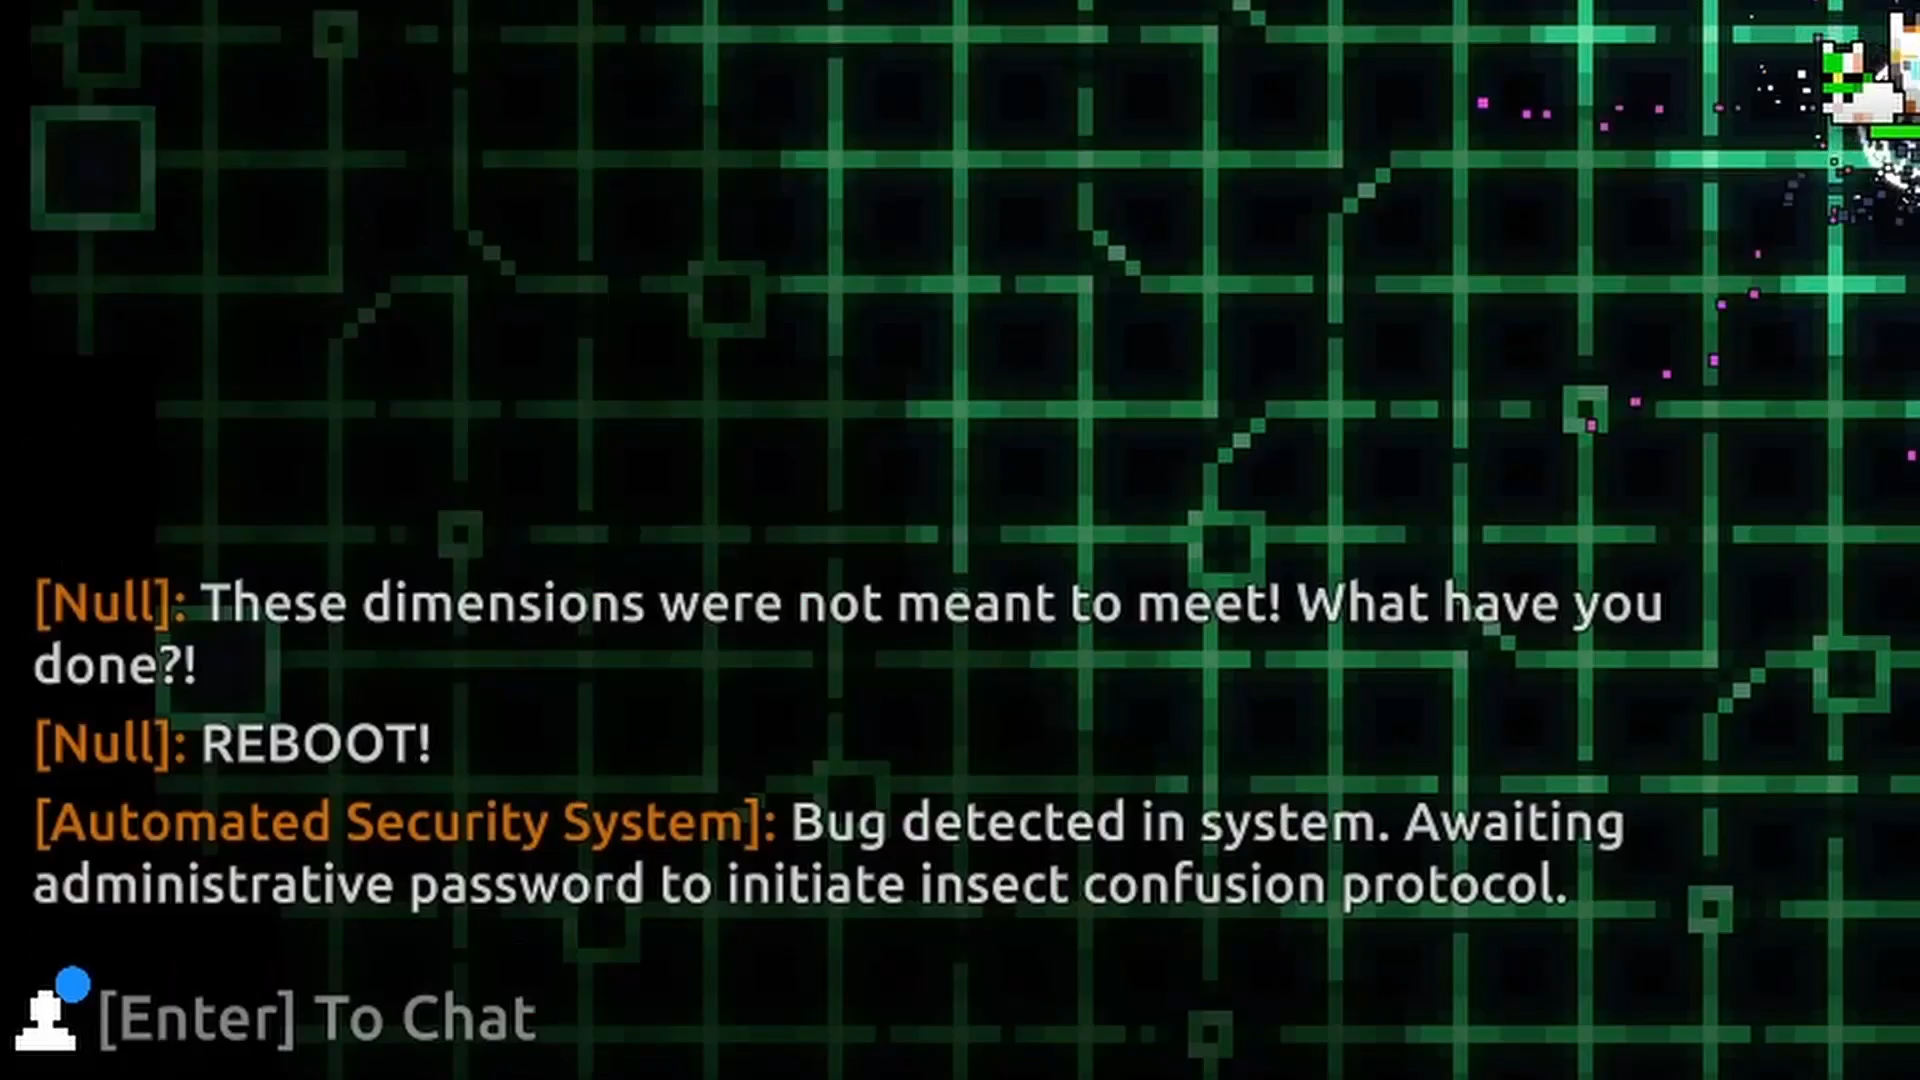 [Null]: These dimensions were not meant to meet! What have you
done?!
[Null]: REBOOT!
[Automated Security System]: Bug detected in system. Awaiting
administrative password to initiate insect confusion protocol.
[Enter] To Chat